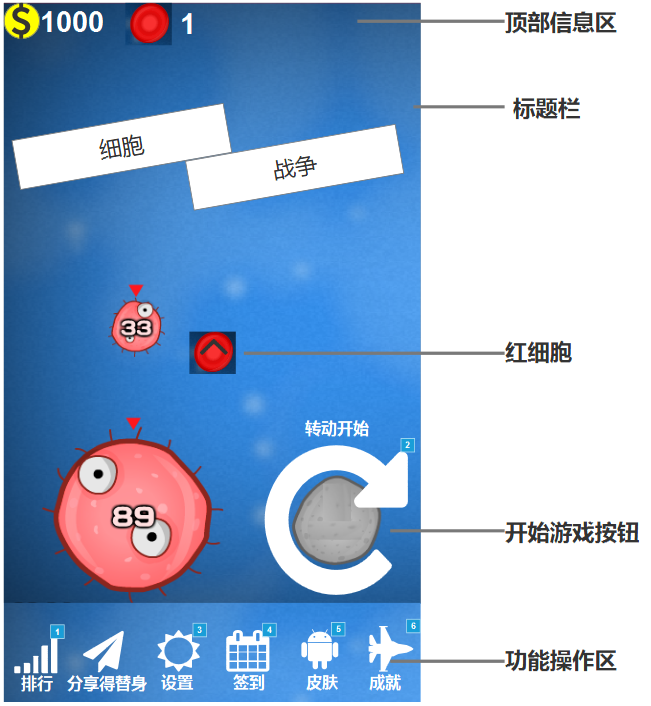 $1000 1
顶部信息区
标题栏
细胞
战争
33
红细胞
转动开始
2
89
开始游戏按钮
1 3 4 5 6
排行 分享得替身 设置 签到 皮肤 成就
功能操作区